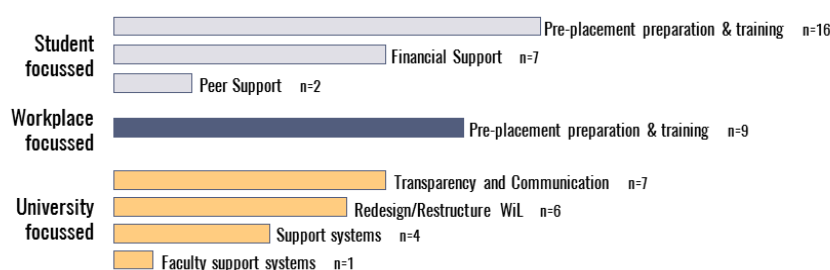 Student
focussed
Pre-placement preparation & training n=16
Financial Support n=7
Peer Support n=2
Workplace
focussed
Pre-placement preparation & training n=9
University
focussed
Transparency and Communication n=7
Redesign/Restructure WiL n=6
Support systems n=4
Faculty support systems n=1